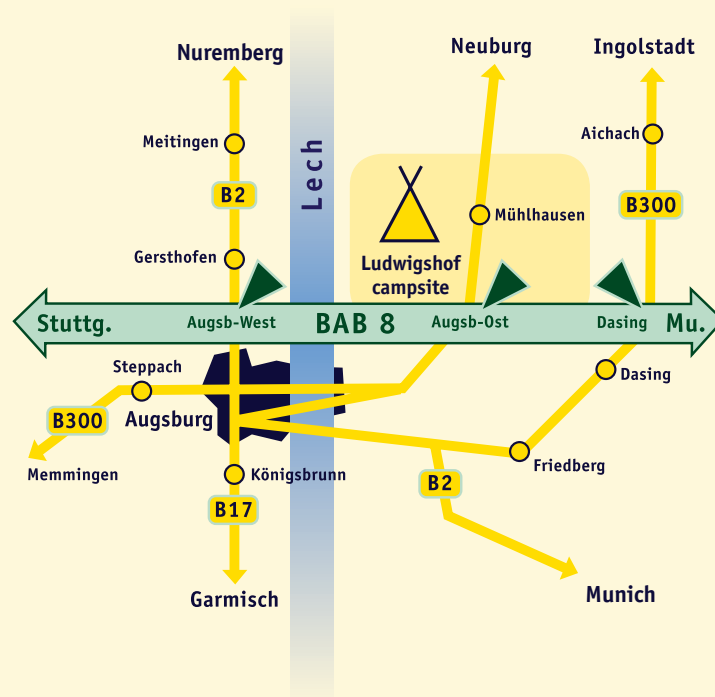 Nuremberg
Neuburg
Ingolstadt
Meitingen
Aichach
Lech
B2
B300
Mühlhausen
Gersthofen
Ludwigshof
campsite
Stuttg.
Augsb-West
BAB 8
Augsb-Ost
Dasing
Mu.
Steppach
Dasing
B300
Augsburg
Memmingen
Königsbrunn
Friedberg
B2
B17
Garmisch
Munich